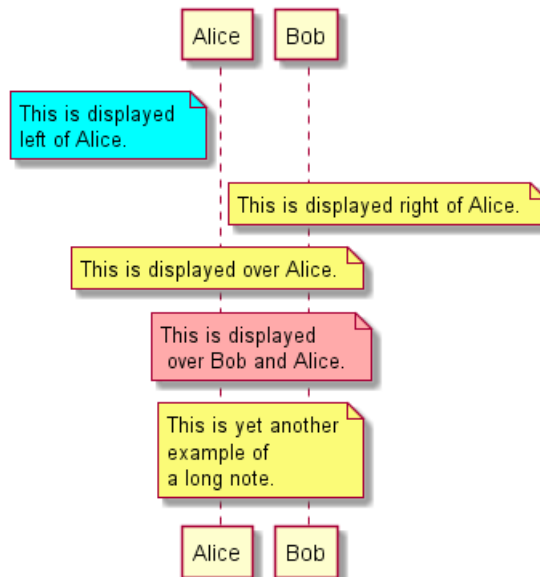 Alice
Bob
This is displayed
left of Alice.
This is displayed right of Alice.
This is displayed over Alice.
This is displayed
over Bob and Alice.
This is yet another
example of
a long note.
Alice
Bob